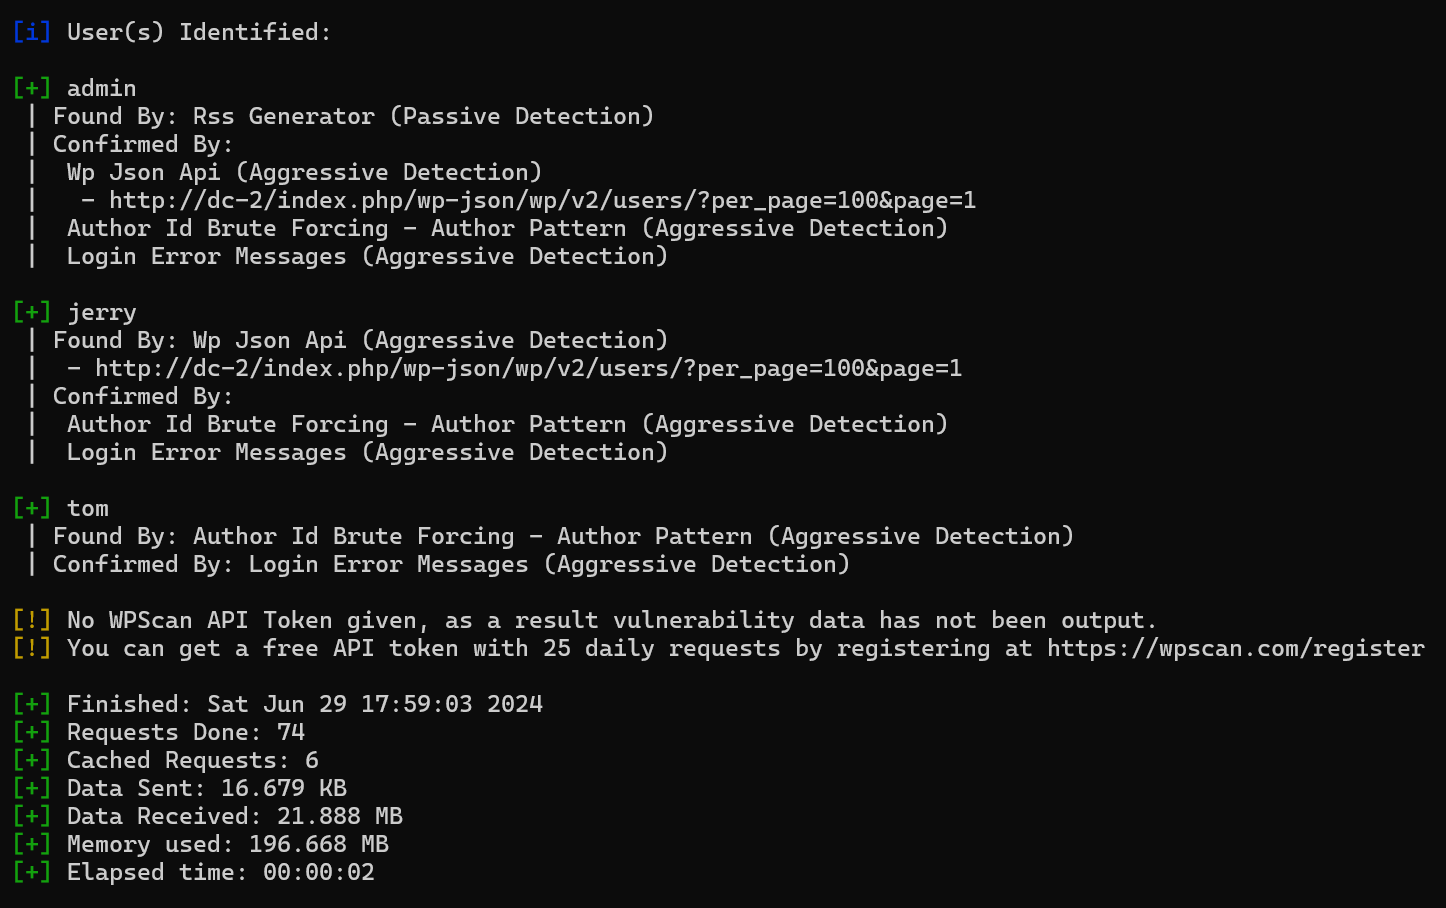 [i] User(s) Identified:
[+] admin
 | Found By: Rss Generator (Passive Detection)
 | Confirmed By:
 |  Wp Json Api (Aggressive Detection)
 |   - http://dc-2/index.php/wp-json/wp/v2/users/?per_page=100&page=1
 |  Author Id Brute Forcing - Author Pattern (Aggressive Detection)
 |  Login Error Messages (Aggressive Detection)
[+] jerry
 | Found By: Wp Json Api (Aggressive Detection)
 |  - http://dc-2/index.php/wp-json/wp/v2/users/?per_page=100&page=1
 | Confirmed By:
 |  Author Id Brute Forcing - Author Pattern (Aggressive Detection)
 |  Login Error Messages (Aggressive Detection)
[+] tom
 | Found By: Author Id Brute Forcing - Author Pattern (Aggressive Detection)
 | Confirmed By: Login Error Messages (Aggressive Detection)
[!] No WPScan API Token given, as a result vulnerability data has not been output.
[!] You can get a free API token with 25 daily requests by registering at https://wpscan.com/register
[+] Finished: Sat Jun 29 17:59:03 2024
[+] Requests Done: 74
[+] Cached Requests: 6
[+] Data Sent: 16.679 KB
[+] Data Received: 21.888 MB
[+] Memory used: 196.668 MB
[+] Elapsed time: 00:00:02